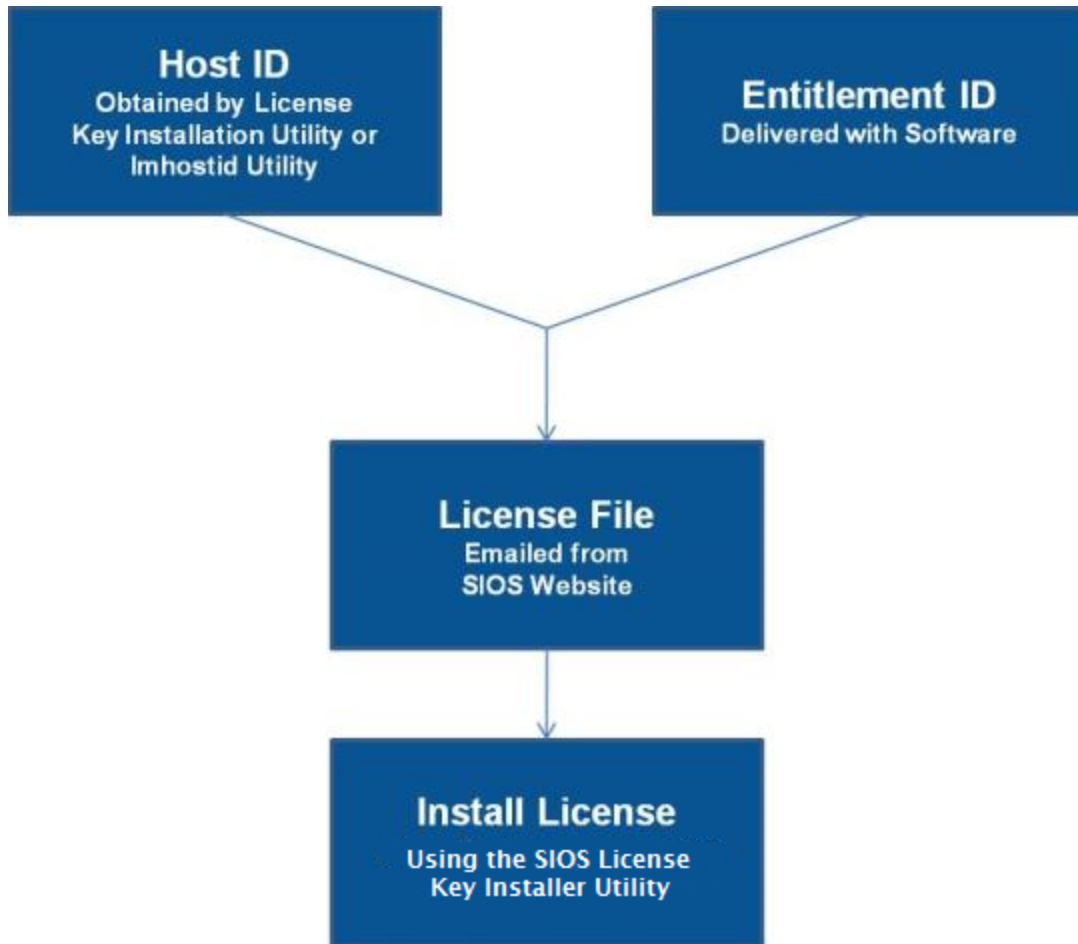 Host ID
Obtained by License
Key Installation Utility or
lmhostid Utility
Entitlement ID
Delivered with Software
License File
Emailed from
SIOS Website
Install License
Using the SIOS License
Key Installer Utility